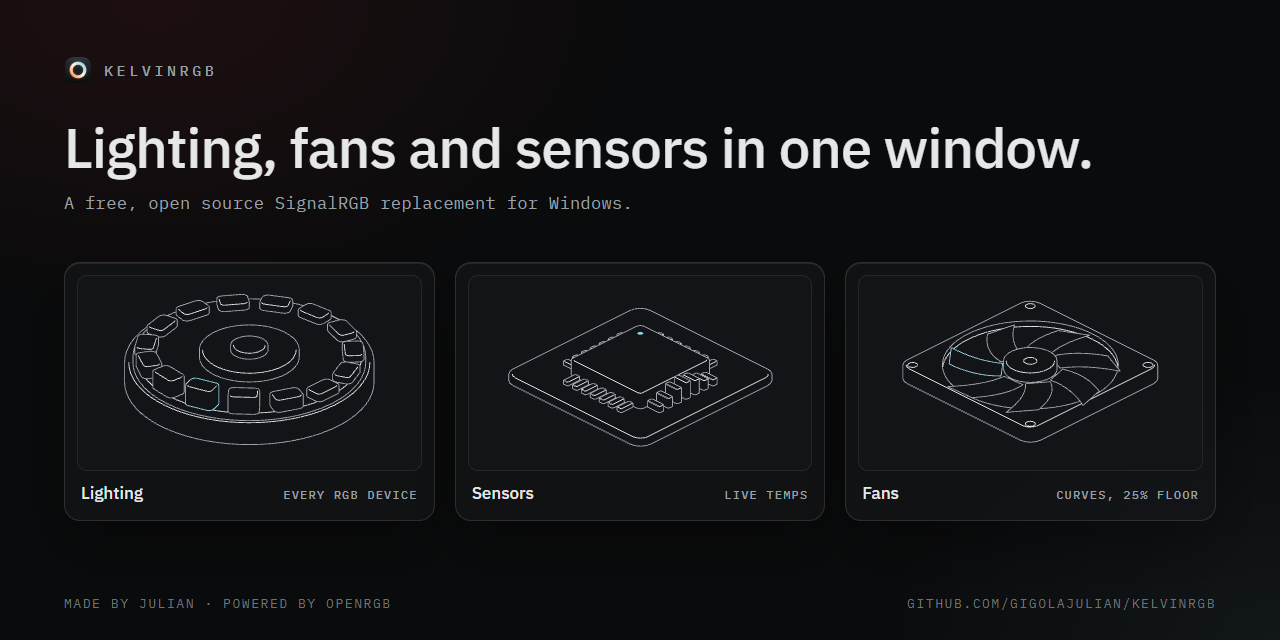 KELVINRGB
Lighting, fans and sensors in one window.
A free, open source SignalRGB replacement for Windows.
Lighting EVERY RGB DEVICE
Sensors LIVE TEMPS
Fans CURVES, 25% FLOOR
MADE BY JULIAN · POWERED BY OPENRGB
GITHUB.COM/GIGOLAJULIAN/KELVINRGB